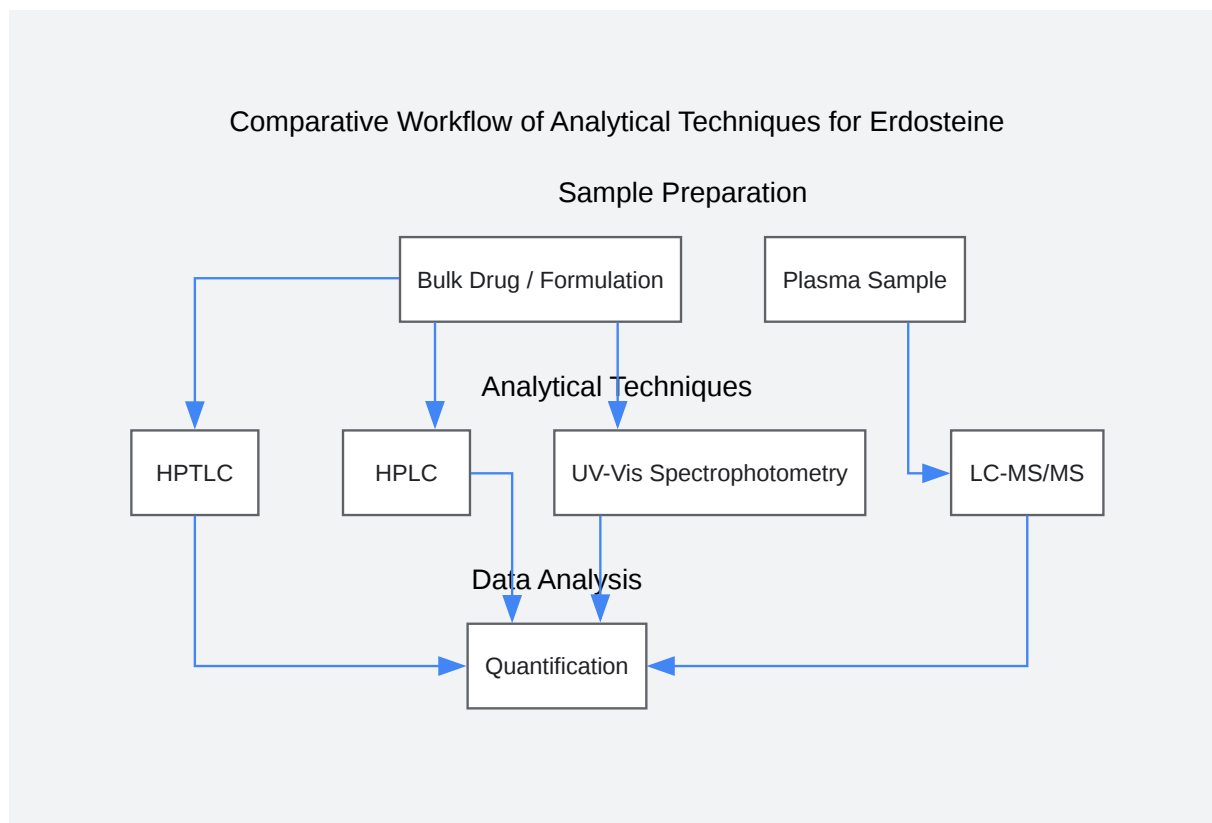 Comparative Workflow of Analytical Techniques for Erdosteine
Sample Preparation
Bulk Drug / Formulation
Plasma Sample
Analytical Techniques
HPTLC
HPLC
UV-Vis Spectrophotometry
LC-MS/MS
Data Analysis
Quantification